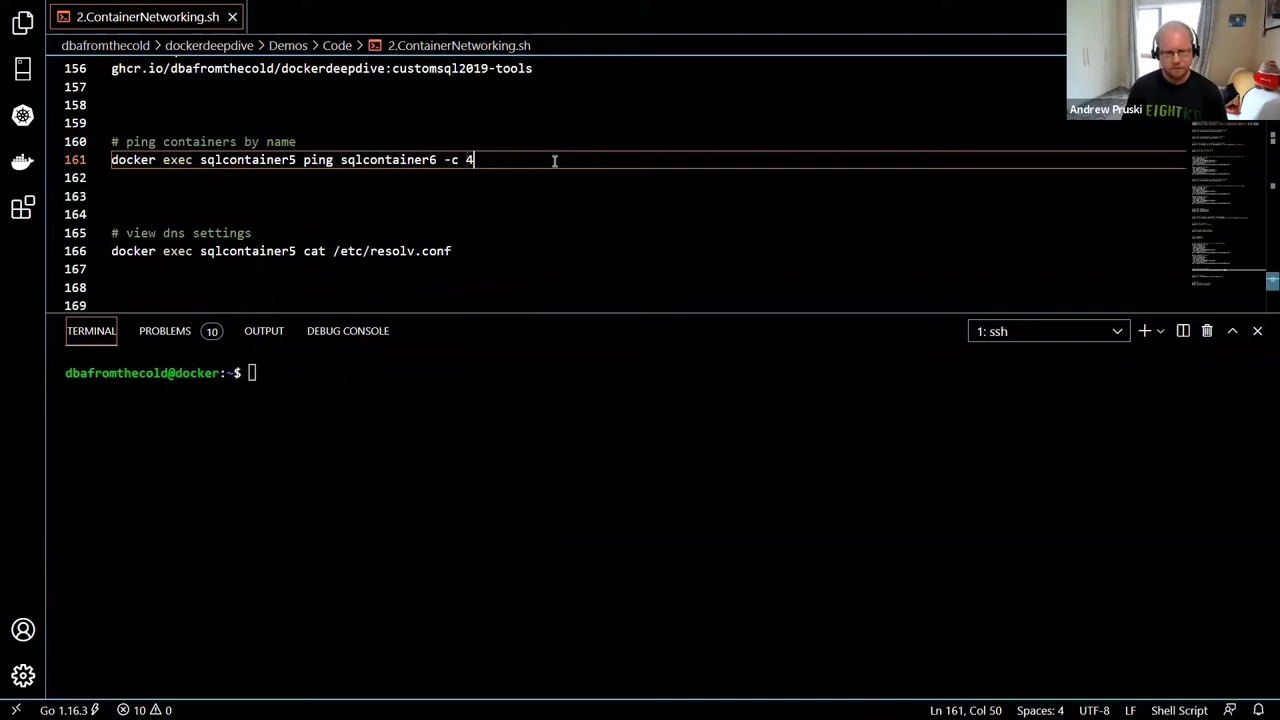 2.ContainerNetworking.sh
dbafromthecold > dockerdeepdive > Demos > Code > 2.ContainerNetworking.sh
156 ghcr.io/dbafromthecold/dockerdeepdive:customsql2019-tools
157
158
159
160 # ping containers by name
161 docker exec sqlcontainer5 ping sqlcontainer6 -c 4
162
163
164
165 # view dns settings
166 docker exec sqlcontainer5 cat etc/resolv.conf
167
168
169
Andrew Pruski
EIGHTK
TERMINAL PROBLEMS 10 OUTPUT DEBUG CONSOLE 1: ssh
dbafromthecold@docker:~$
Go 1.16.3 10 0 Ln 161, Col 50 Spaces: 4 UTF-8 LF Shell Script